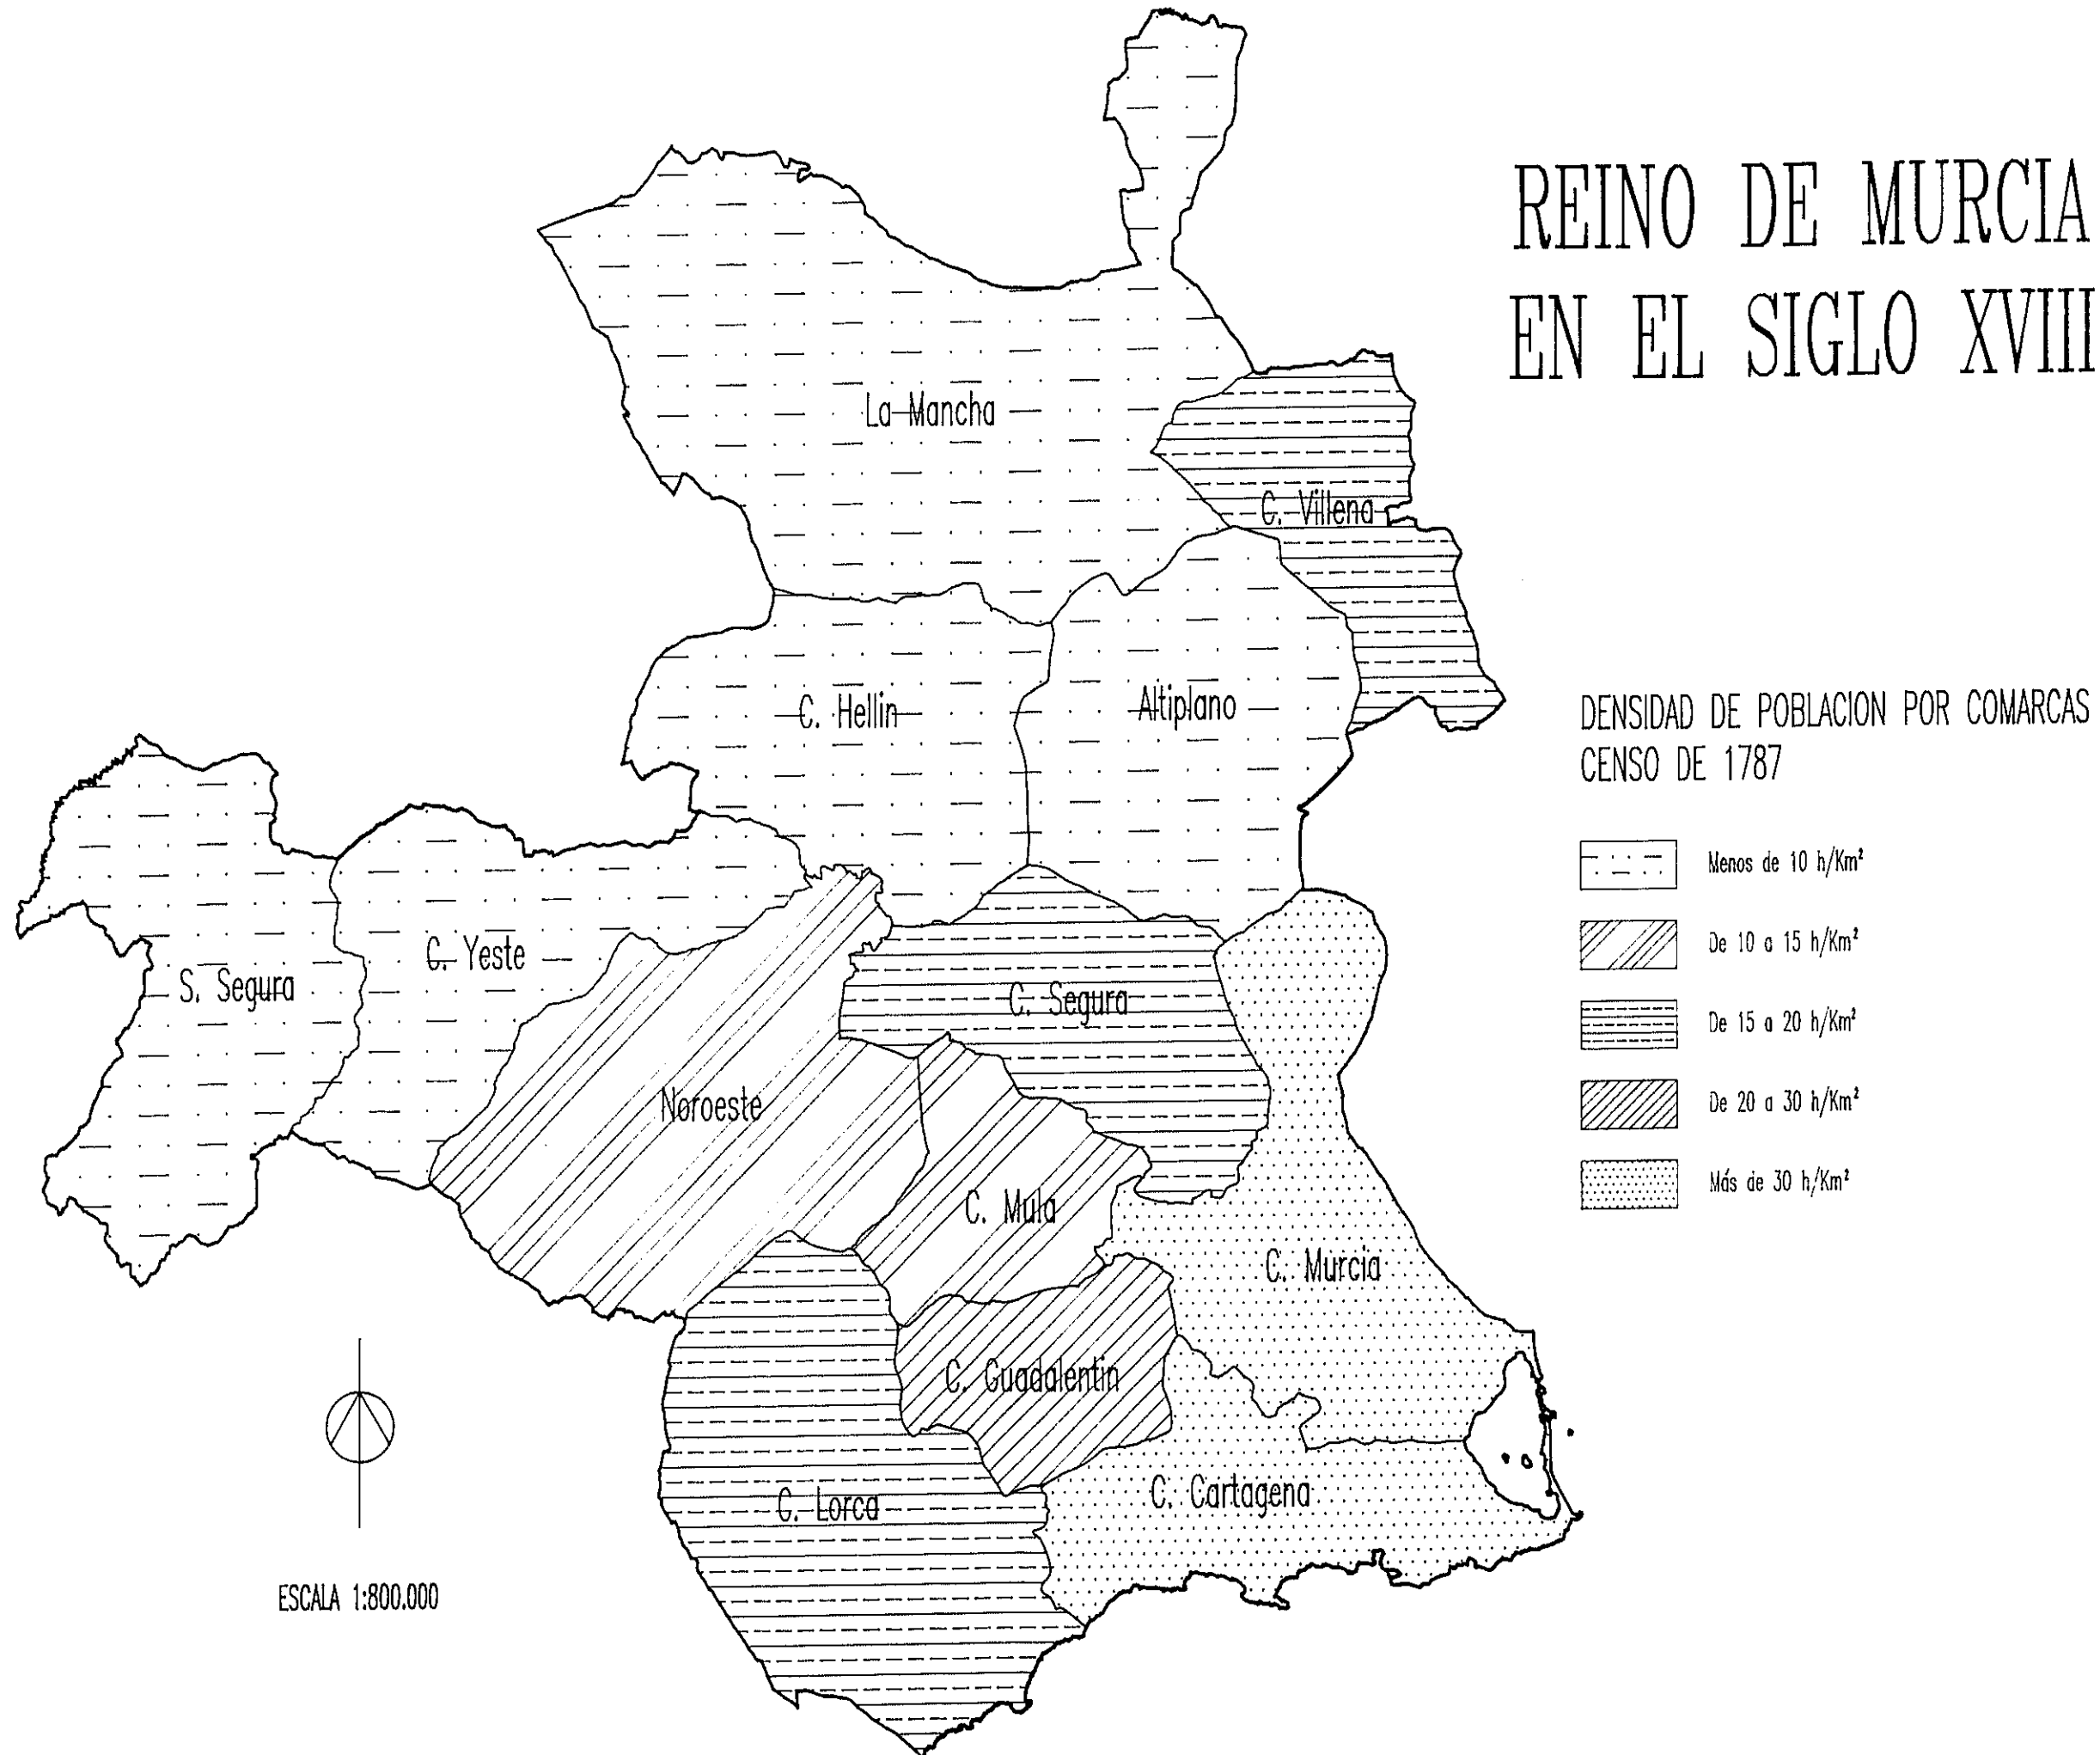 REINO DE MURCIA
EN EL SIGLO XVIII
La Mancha
C. Villena
C. Hellin
Altiplano
DENSIDAD DE POBLACION POR COMARCAS
CENSO DE 1787
Menos de 10 h/Km²
De 10 a 15 h/Km²
De 15 a 20 h/Km²
De 20 a 30 h/Km²
Más de 30 h/Km²
S. Segura
C. Yeste
C. Segura
Noroeste
C. Mula
C. Murcia
C. Guadalentin
C. Lorca
C. Cartagena
ESCALA 1:800.000